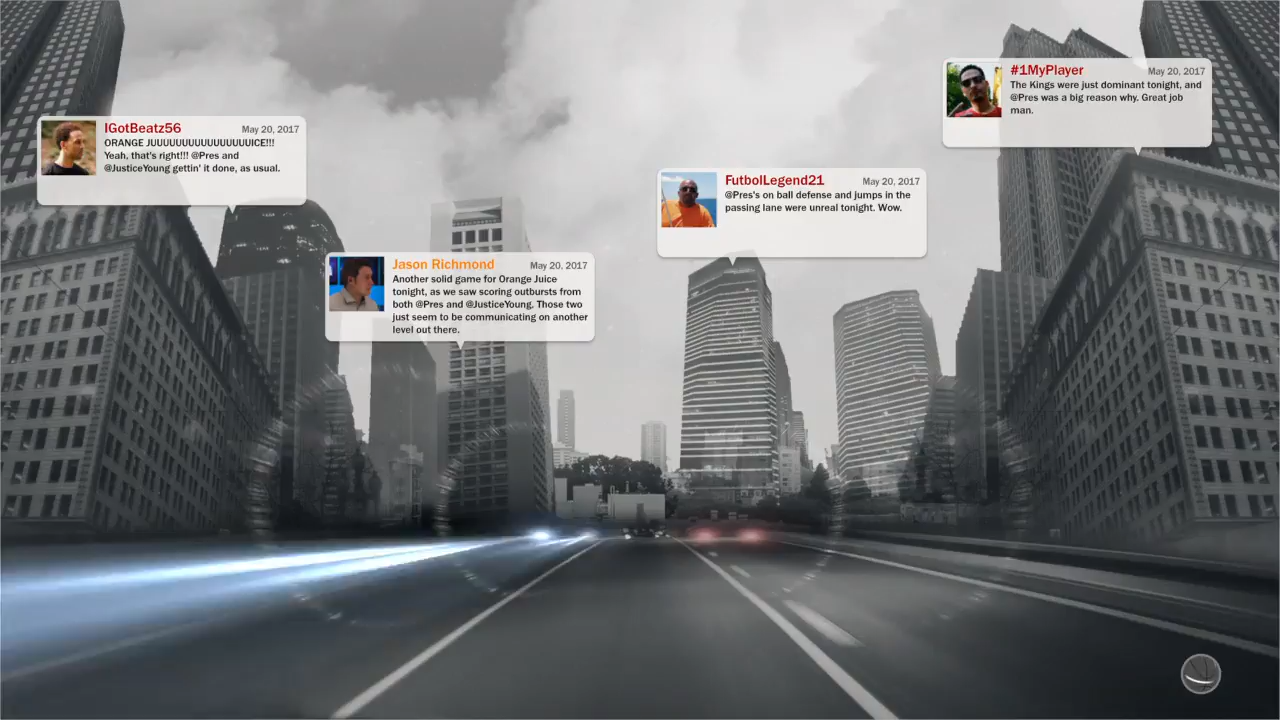 IGotBeatz56 May 20, 2017
ORANGE JUUUUUUUUUUUUUUUUICE!!!
Yeah, that's right!!! @Pres and
@JusticeYoung gettin' it done, as usual.
Jason Richmond May 20, 2017
Another solid game for Orange Juice
tonight, as we saw scoring outbursts from
both @Pres and @JusticeYoung. Those two
just seem to be communicating on another
level out there.
FutbolLegend21 May 20, 2017
@Pres's on ball defense and jumps in the
passing lane were unreal tonight. Wow.
#1MyPlayer May 20, 2017
The Kings were just dominant tonight, and
@Pres was a big reason why. Great job
man.